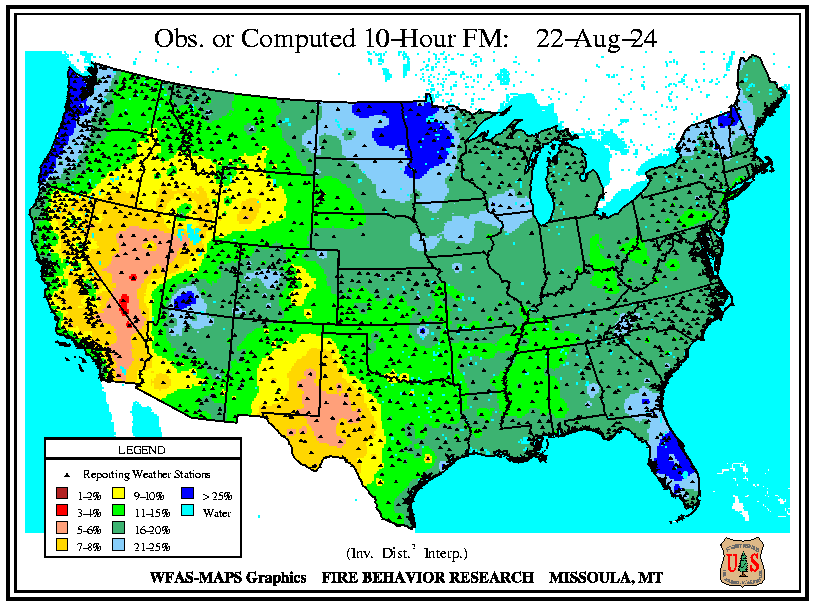 Obs. or Computed 10-Hour FM: 22-Aug-24
LEGEND
Reporting Weather Stations
1-2% 9-10% > 25%
3-4% 11-15% Water
5-6% 16-20%
7-8% 21-25%
(Inv. Dist.² Interp.)
WFAS-MAPS Graphics FIRE BEHAVIOR RESEARCH MISSOULA, MT
U S